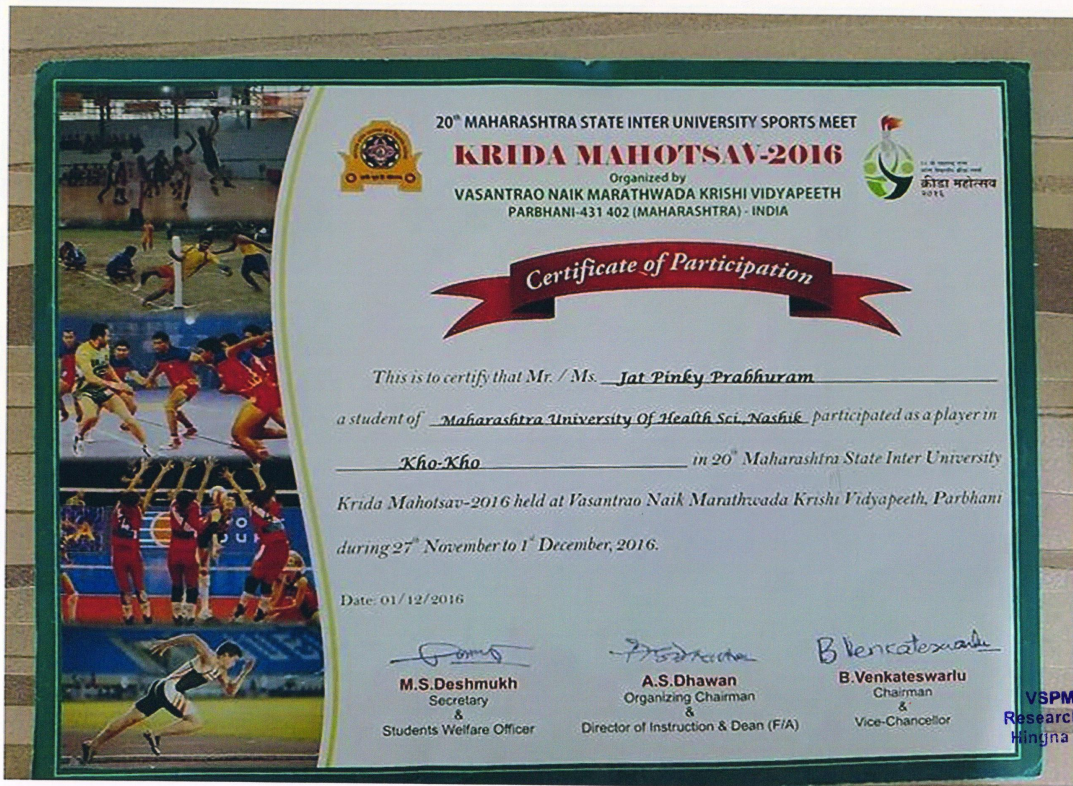 20th MAHARASHTRA STATE INTER UNIVERSITY SPORTS MEET
KRIDA MAHOTSAV-2016
Organized by
VASANTRAO NAIK MARATHWADA KRISHI VIDYAPEETH
PARBHANI-431 402 (MAHARASHTRA) - INDIA
क्रीडा महोत्सव
२०१६
Certificate of Participation
This is to certify that Mr. / Ms. Jat Pinky Prabhuram
a student of Maharashtra University Of Health Sci., Nashik participated as a player in
Kho-Kho in 20th Maharashtra State Inter University
Krida Mahotsav-2016 held at Vasantrao Naik Marathwada Krishi Vidyapeeth, Parbhani
during 27th November to 1st December, 2016.
Date: 01/12/2016
B Venkateswarlu
M.S.Deshmukh
Secretary
&
Students Welfare Officer
A.S.Dhawan
Organizing Chairman
&
Director of Instruction & Dean (F/A)
B.Venkateswarlu
Chairman
&
Vice-Chancellor
VSPM
Research
Hingna